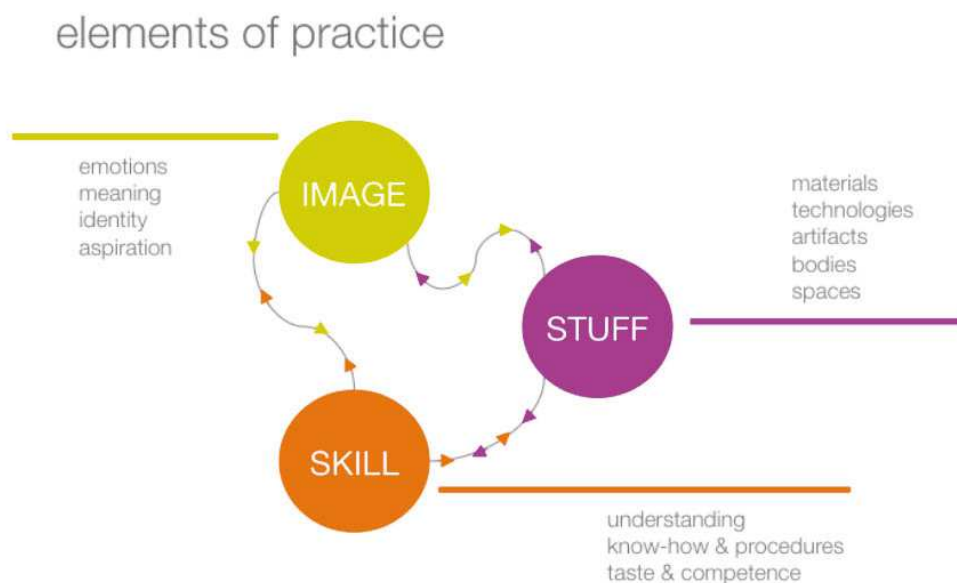 elements of practice
IMAGE
emotions
meaning
identity
aspiration
STUFF
materials
technologies
artifacts
bodies
spaces
SKILL
understanding
know-how & procedures
taste & competence